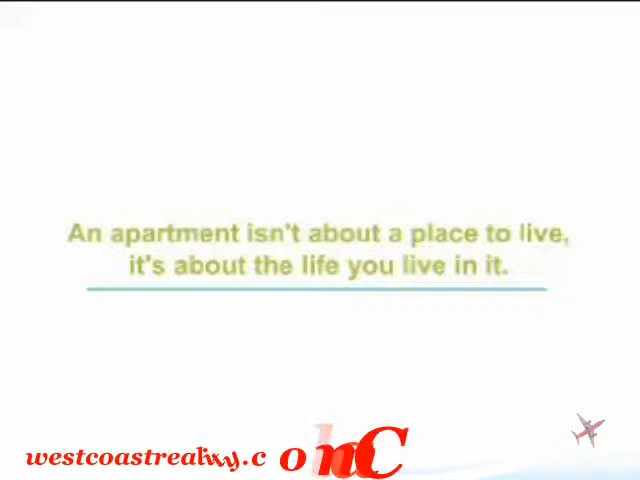 An apartment isn't about a place to live,
it's about the life you live in it.